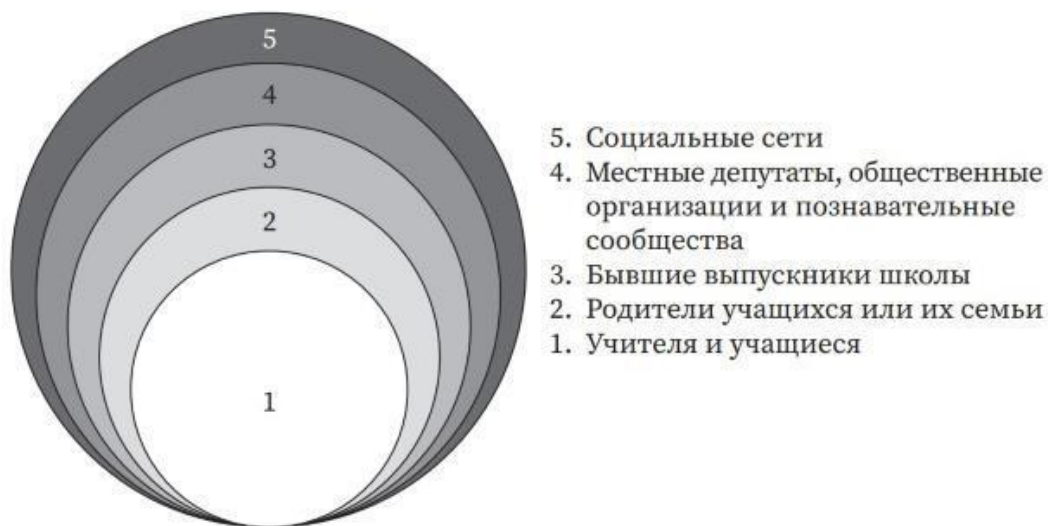 5
4
3
2
1
5. Социальные сети
4. Местные депутаты, общественные
организации и познавательные
сообщества
3. Бывшие выпускники школы
2. Родители учащихся или их семьи
1. Учителя и учащиеся